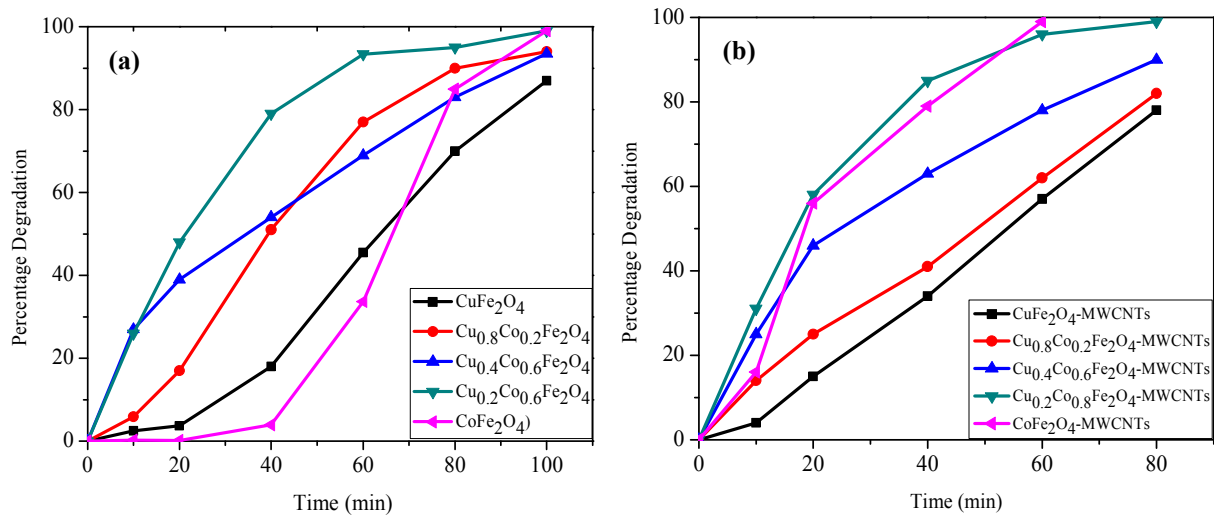 (a)
Percentage Degradation
100
80
60
40
20
0
CuFe2O4
Cu0.8Co0.2Fe2O4
Cu0.4Co0.6Fe2O4
Cu0.2Co0.6Fe2O4
CoFe2O4)
0 20 40 60 80 100
Time (min)
(b)
Percentage Degradation
100
80
60
40
20
0
CuFe2O4-MWCNTs
Cu0.8Co0.2Fe2O4-MWCNTs
Cu0.4Co0.6Fe2O4-MWCNTs
Cu0.2Co0.8Fe2O4-MWCNTs
CoFe2O4-MWCNTs
0 20 40 60 80
Time (min)